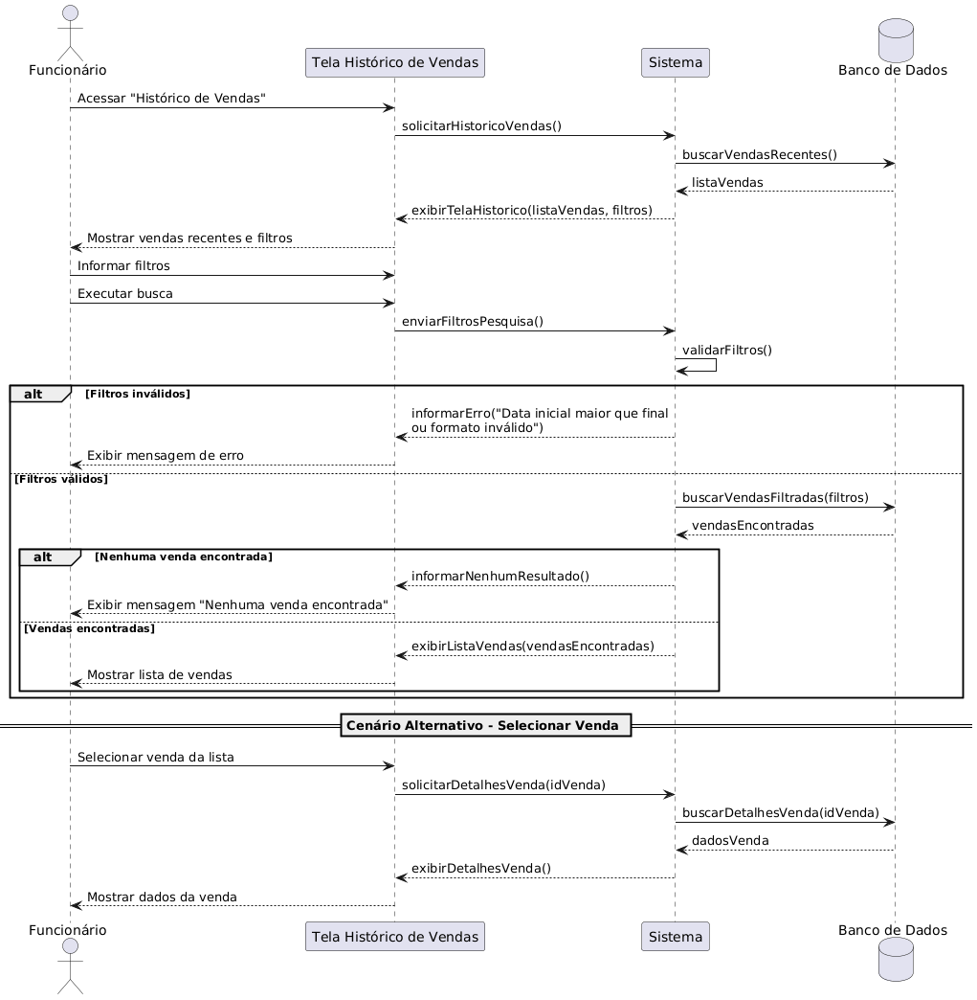 Funcionário
Tela Histórico de Vendas
Sistema
Banco de Dados
Acessar "Histórico de Vendas"
solicitarHistoricoVendas()
buscarVendasRecentes()
listaVendas
exibirTelaHistorico(listaVendas, filtros)
Mostrar vendas recentes e filtros
Informar filtros
Executar busca
enviarFiltrosPesquisa()
validarFiltros()
alt
[Filtros inválidos]
informarErro("Data inicial maior que final
ou formato inválido")
Exibir mensagem de erro
[Filtros válidos]
buscarVendasFiltradas(filtros)
vendasEncontradas
alt
[Nenhuma venda encontrada]
informarNenhumResultado()
Exibir mensagem "Nenhuma venda encontrada"
[Vendas encontradas]
exibirListaVendas(vendasEncontradas)
Mostrar lista de vendas
Cenário Alternativo - Selecionar Venda
Selecionar venda da lista
solicitarDetalhesVenda(idVenda)
buscarDetalhesVenda(idVenda)
dadosVenda
exibirDetalhesVenda()
Mostrar dados da venda
Funcionário
Tela Histórico de Vendas
Sistema
Banco de Dados